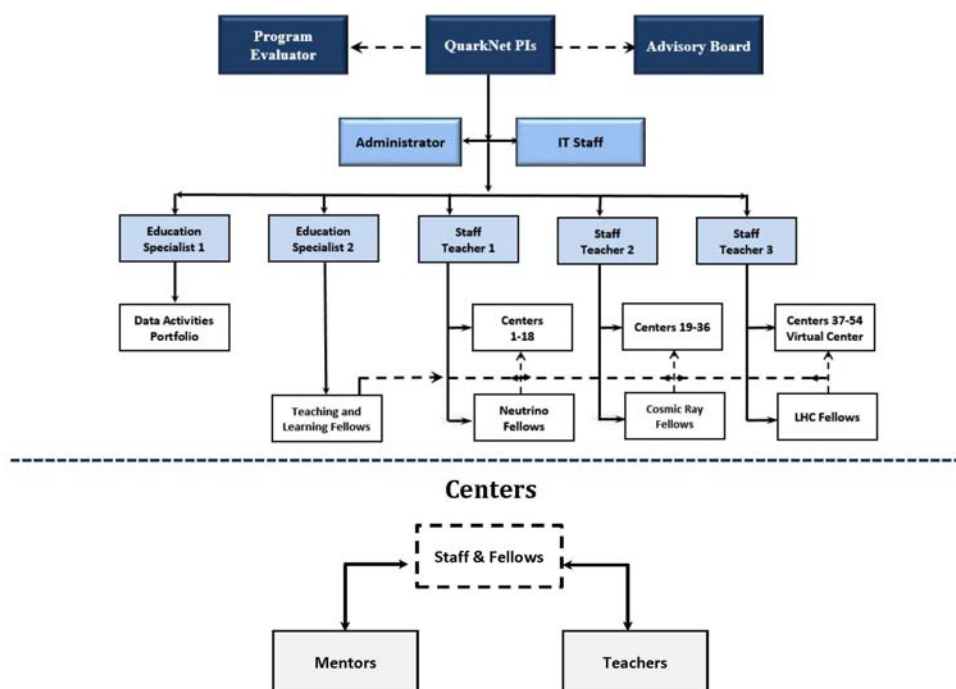 Program
Evaluator
QuarkNet PIs
Advisory Board
Administrator
IT Staff
Education
Specialist 1
Education
Specialist 2
Staff
Teacher 1
Staff
Teacher 2
Staff
Teacher 3
Data Activities
Portfolio
Centers
1-18
Centers 19-36
Centers 37-54
Virtual Center
Teaching and
Learning Fellows
Neutrino
Fellows
Cosmic Ray
Fellows
LHC Fellows
Centers
Staff & Fellows
Mentors
Teachers